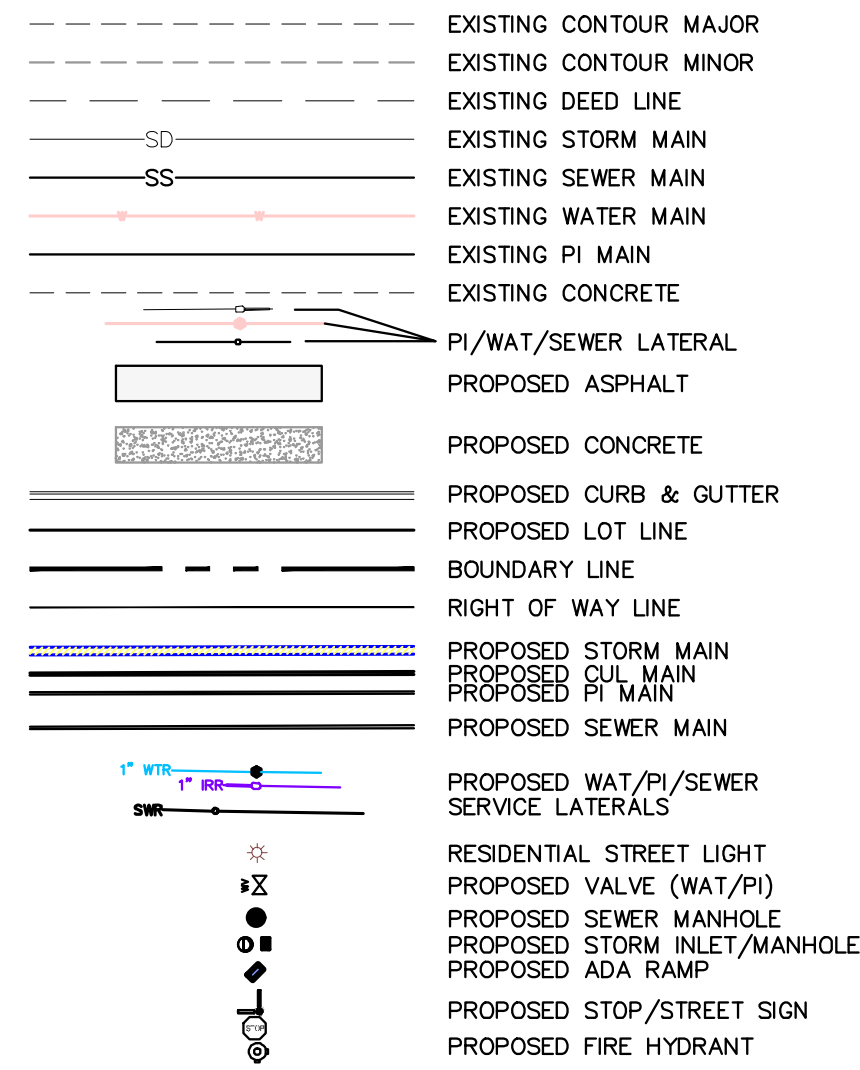 EXISTING CONTOUR MAJOR
EXISTING CONTOUR MINOR
EXISTING DEED LINE
SD EXISTING STORM MAIN
SS EXISTING SEWER MAIN
W W EXISTING WATER MAIN
EXISTING PI MAIN
EXISTING CONCRETE
PI/WAT/SEWER LATERAL
PROPOSED ASPHALT
PROPOSED CONCRETE
PROPOSED CURB & GUTTER
PROPOSED LOT LINE
BOUNDARY LINE
RIGHT OF WAY LINE
PROPOSED STORM MAIN
PROPOSED CUL MAIN
PROPOSED PI MAIN
PROPOSED SEWER MAIN
1" WTR
1" IRR PROPOSED WAT/PI/SEWER
SWR SERVICE LATERALS
RESIDENTIAL STREET LIGHT
WV PROPOSED VALVE (WAT/PI)
PROPOSED SEWER MANHOLE
PROPOSED STORM INLET/MANHOLE
PROPOSED ADA RAMP
PROPOSED STOP/STREET SIGN
STOP
PROPOSED FIRE HYDRANT